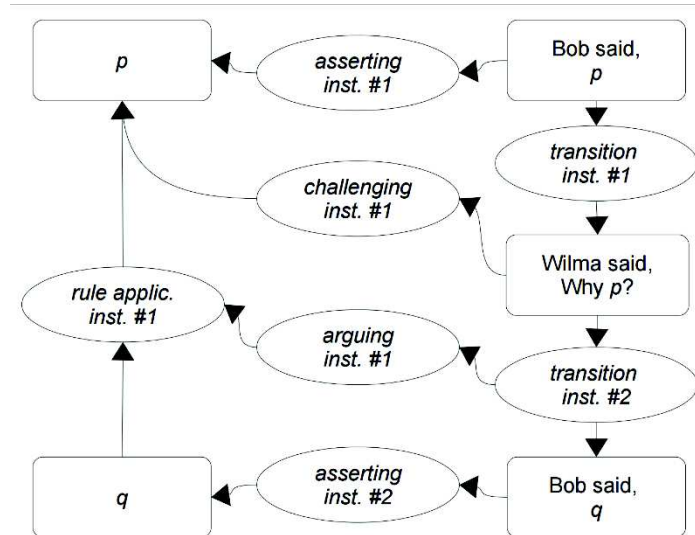 p
asserting
inst. #1
Bob said,
p
transition
inst. #1
challenging
inst. #1
Wilma said,
Why p?
rule applic.
inst. #1
arguing
inst. #1
transition
inst. #2
q
asserting
inst. #2
Bob said,
q